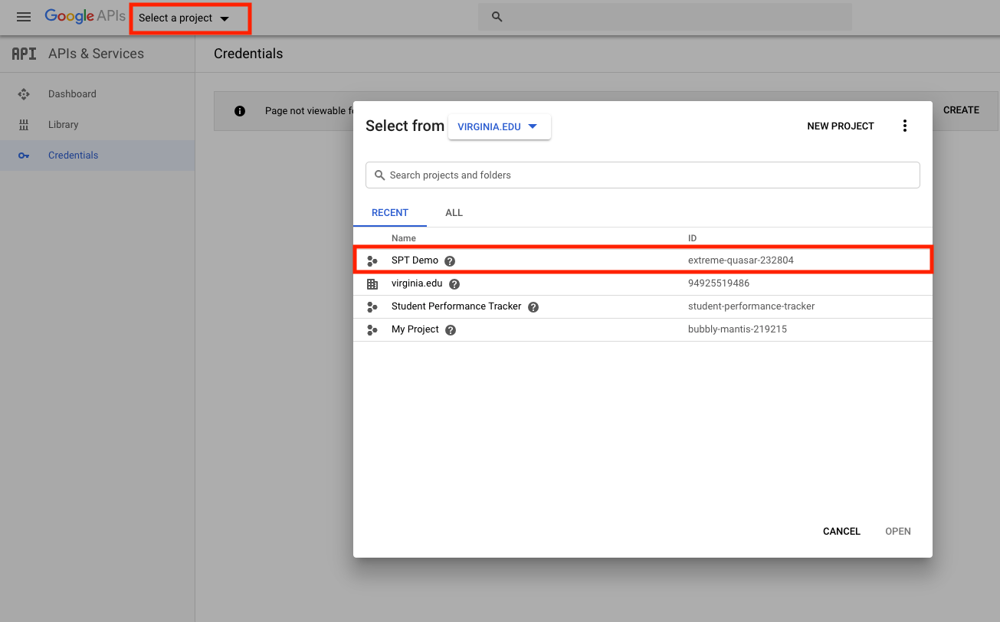 Google APIs Select a project
API APIs & Services Credentials
Dashboard
Page not viewable f CREATE
Library
Credentials
Select from VIRGINIA.EDU NEW PROJECT
Search projects and folders
RECENT ALL
Name ID
SPT Demo ? extreme-quasar-232804
virginia.edu ? 94925519486
Student Performance Tracker ? student-performance-tracker
My Project ? bubbly-mantis-219215
CANCEL OPEN